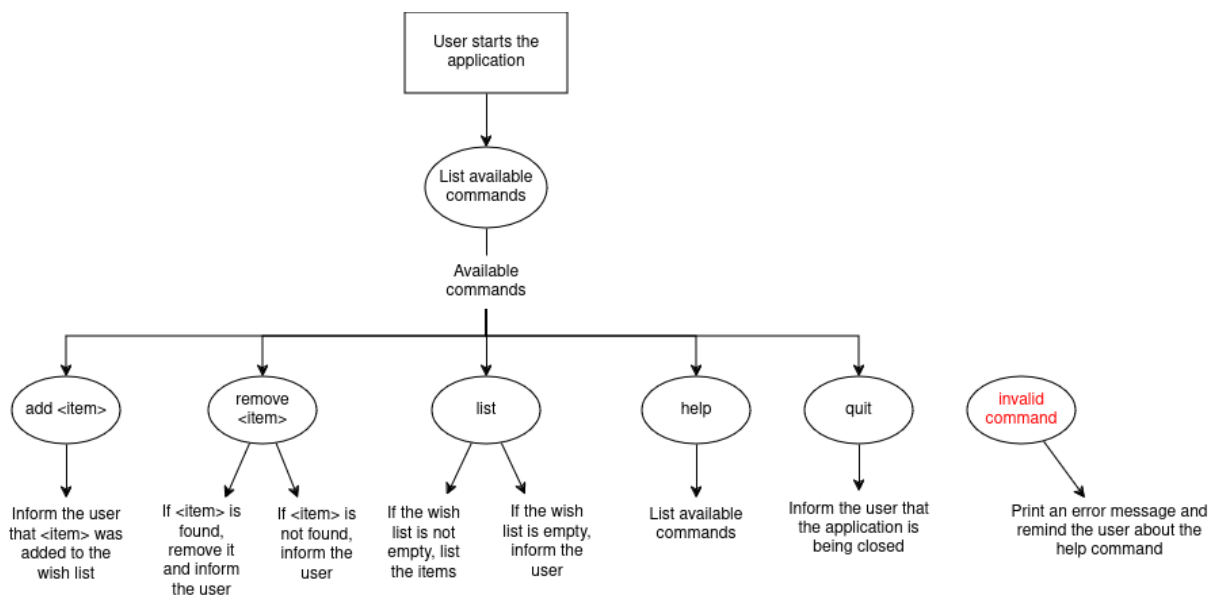 User starts the
application
List available
commands
Available
commands
add <item>
remove
<item>
list
help
quit
invalid
command
Inform the user
that <item> was
added to the
wish list
If <item> is
found,
remove it
and inform
the user
If <item> is
not found,
inform the
user
If the wish
list is not
empty, list
the items
If the wish
list is empty,
inform the
user
List available
commands
Inform the user that
the application is
being closed
Print an error message and
remind the user about the
help command